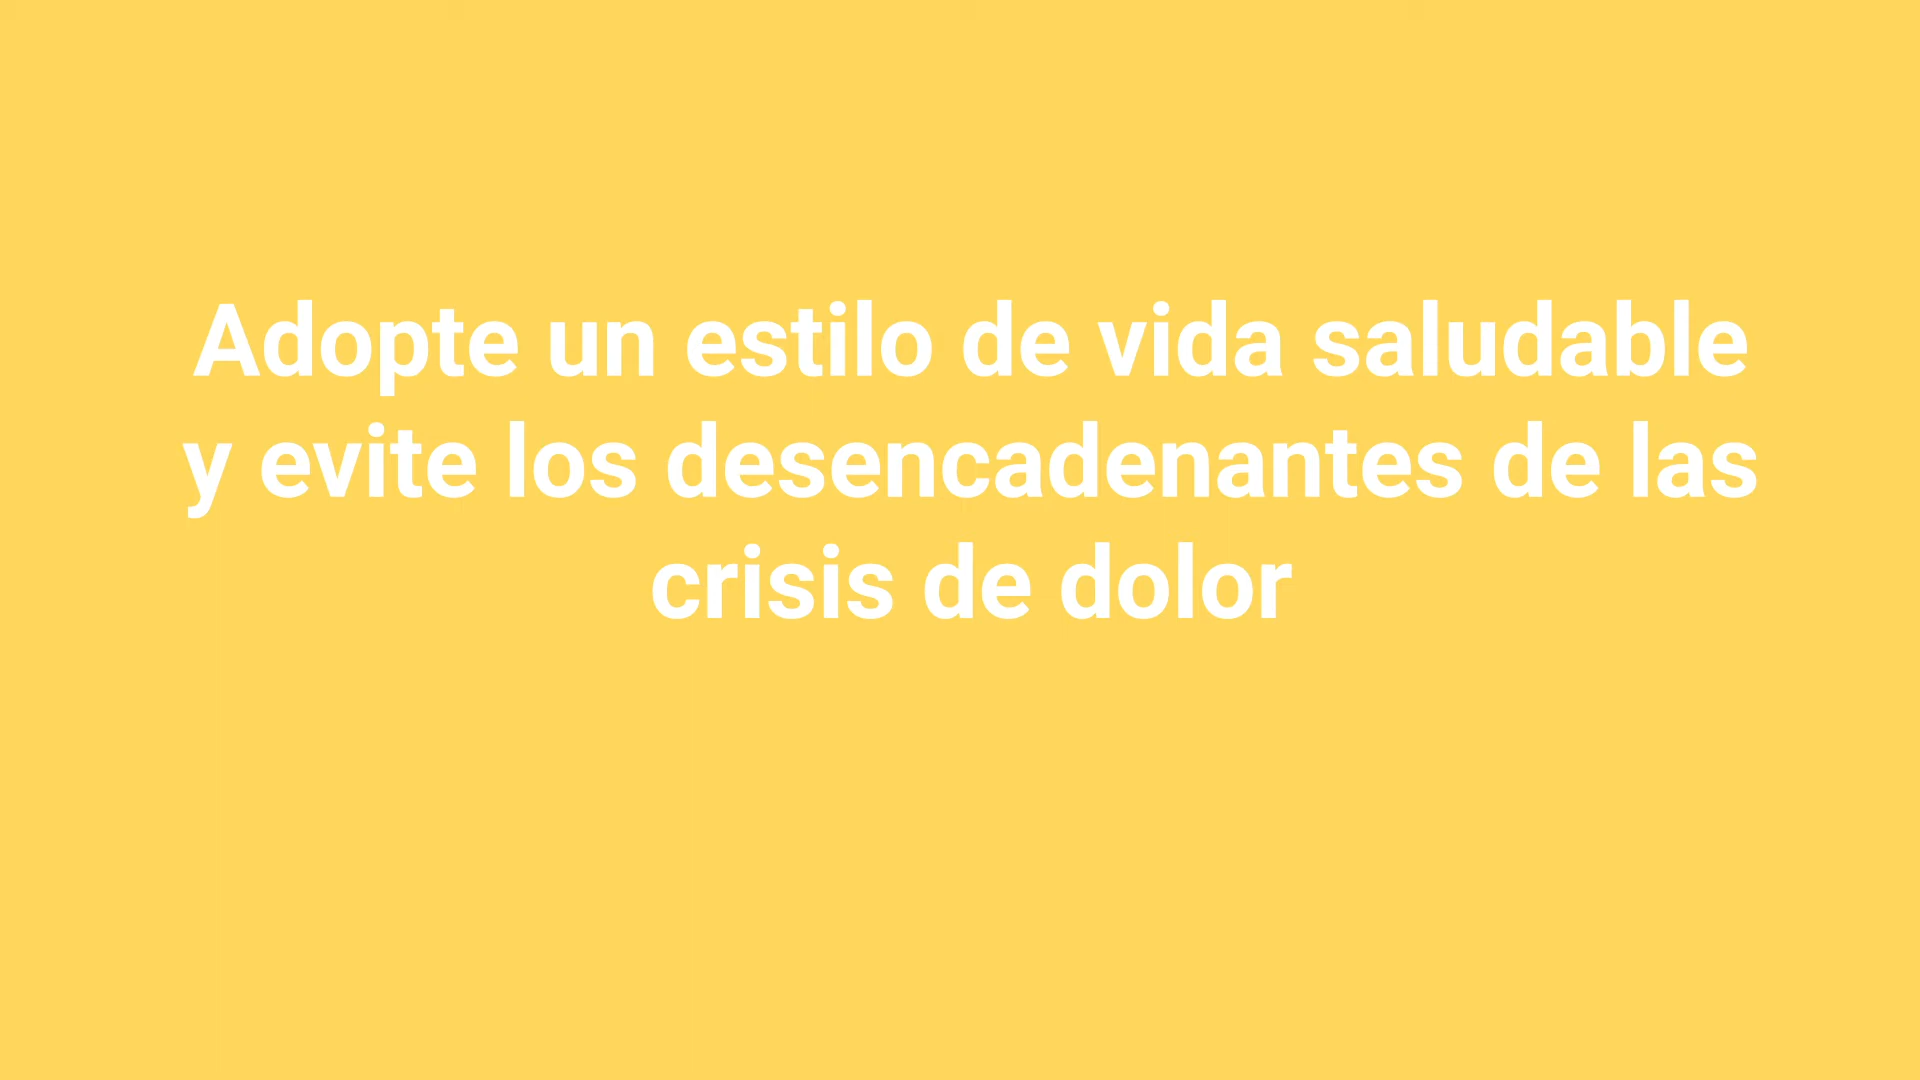 Adopte un estilo de vida saludable
y evite los desencadenantes de las
crisis de dolor